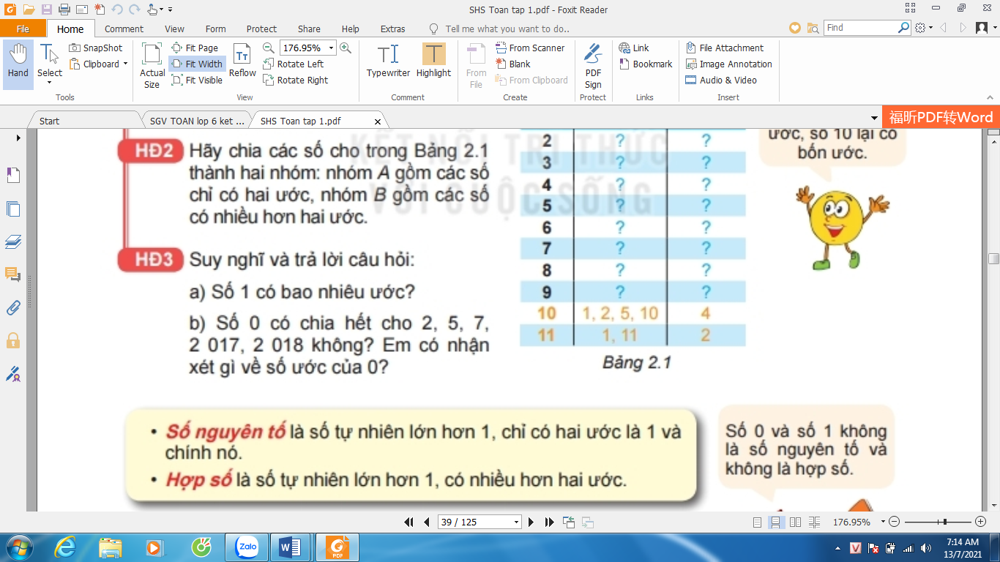 SHS Toan tap 1.pdf - Foxit Reader
File Home Comment View Form Protect Share Help Extras Tell me what you want to do.. Find
Hand
Select
SnapShot
Clipboard
Actual Size
Fit Page
Fit Width
Fit Visible
Reflow
176.95%
Rotate Left
Rotate Right
Typewriter
Highlight
From File
From Scanner
Blank
From Clipboard
PDF Sign
Link
Bookmark
File Attachment
Image Annotation
Audio & Video
Tools View Comment Create Protect Links Insert
Start SGV TOAN lop 6 ket ... SHS Toan tap 1.pdf
福昕PDF转Word
KẾT NỐI TRI THỨC
VỚI CUỘC SỐNG
HĐ2 Hãy chia các số cho trong Bảng 2.1
thành hai nhóm: nhóm A gồm các số
chỉ có hai ước, nhóm B gồm các số
có nhiều hơn hai ước.
HĐ3 Suy nghĩ và trả lời câu hỏi:
a) Số 1 có bao nhiêu ước?
b) Số 0 có chia hết cho 2, 5, 7,
2 017, 2 018 không? Em có nhận
xét gì về số ước của 0?
2 ? ?
3 ? ?
4 ? ?
5 ? ?
6 ? ?
7 ? ?
8 ? ?
9 ? ?
10 1, 2, 5, 10 4
11 1, 11 2
Bảng 2.1
ước, số 10 lại có
bốn ước.
• Số nguyên tố là số tự nhiên lớn hơn 1, chỉ có hai ước là 1 và
chính nó.
• Hợp số là số tự nhiên lớn hơn 1, có nhiều hơn hai ước.
Số 0 và số 1 không
là số nguyên tố và
không là hợp số.
39 / 125
176.95%
Zalo
PDF
V
7:14 AM
13/7/2021